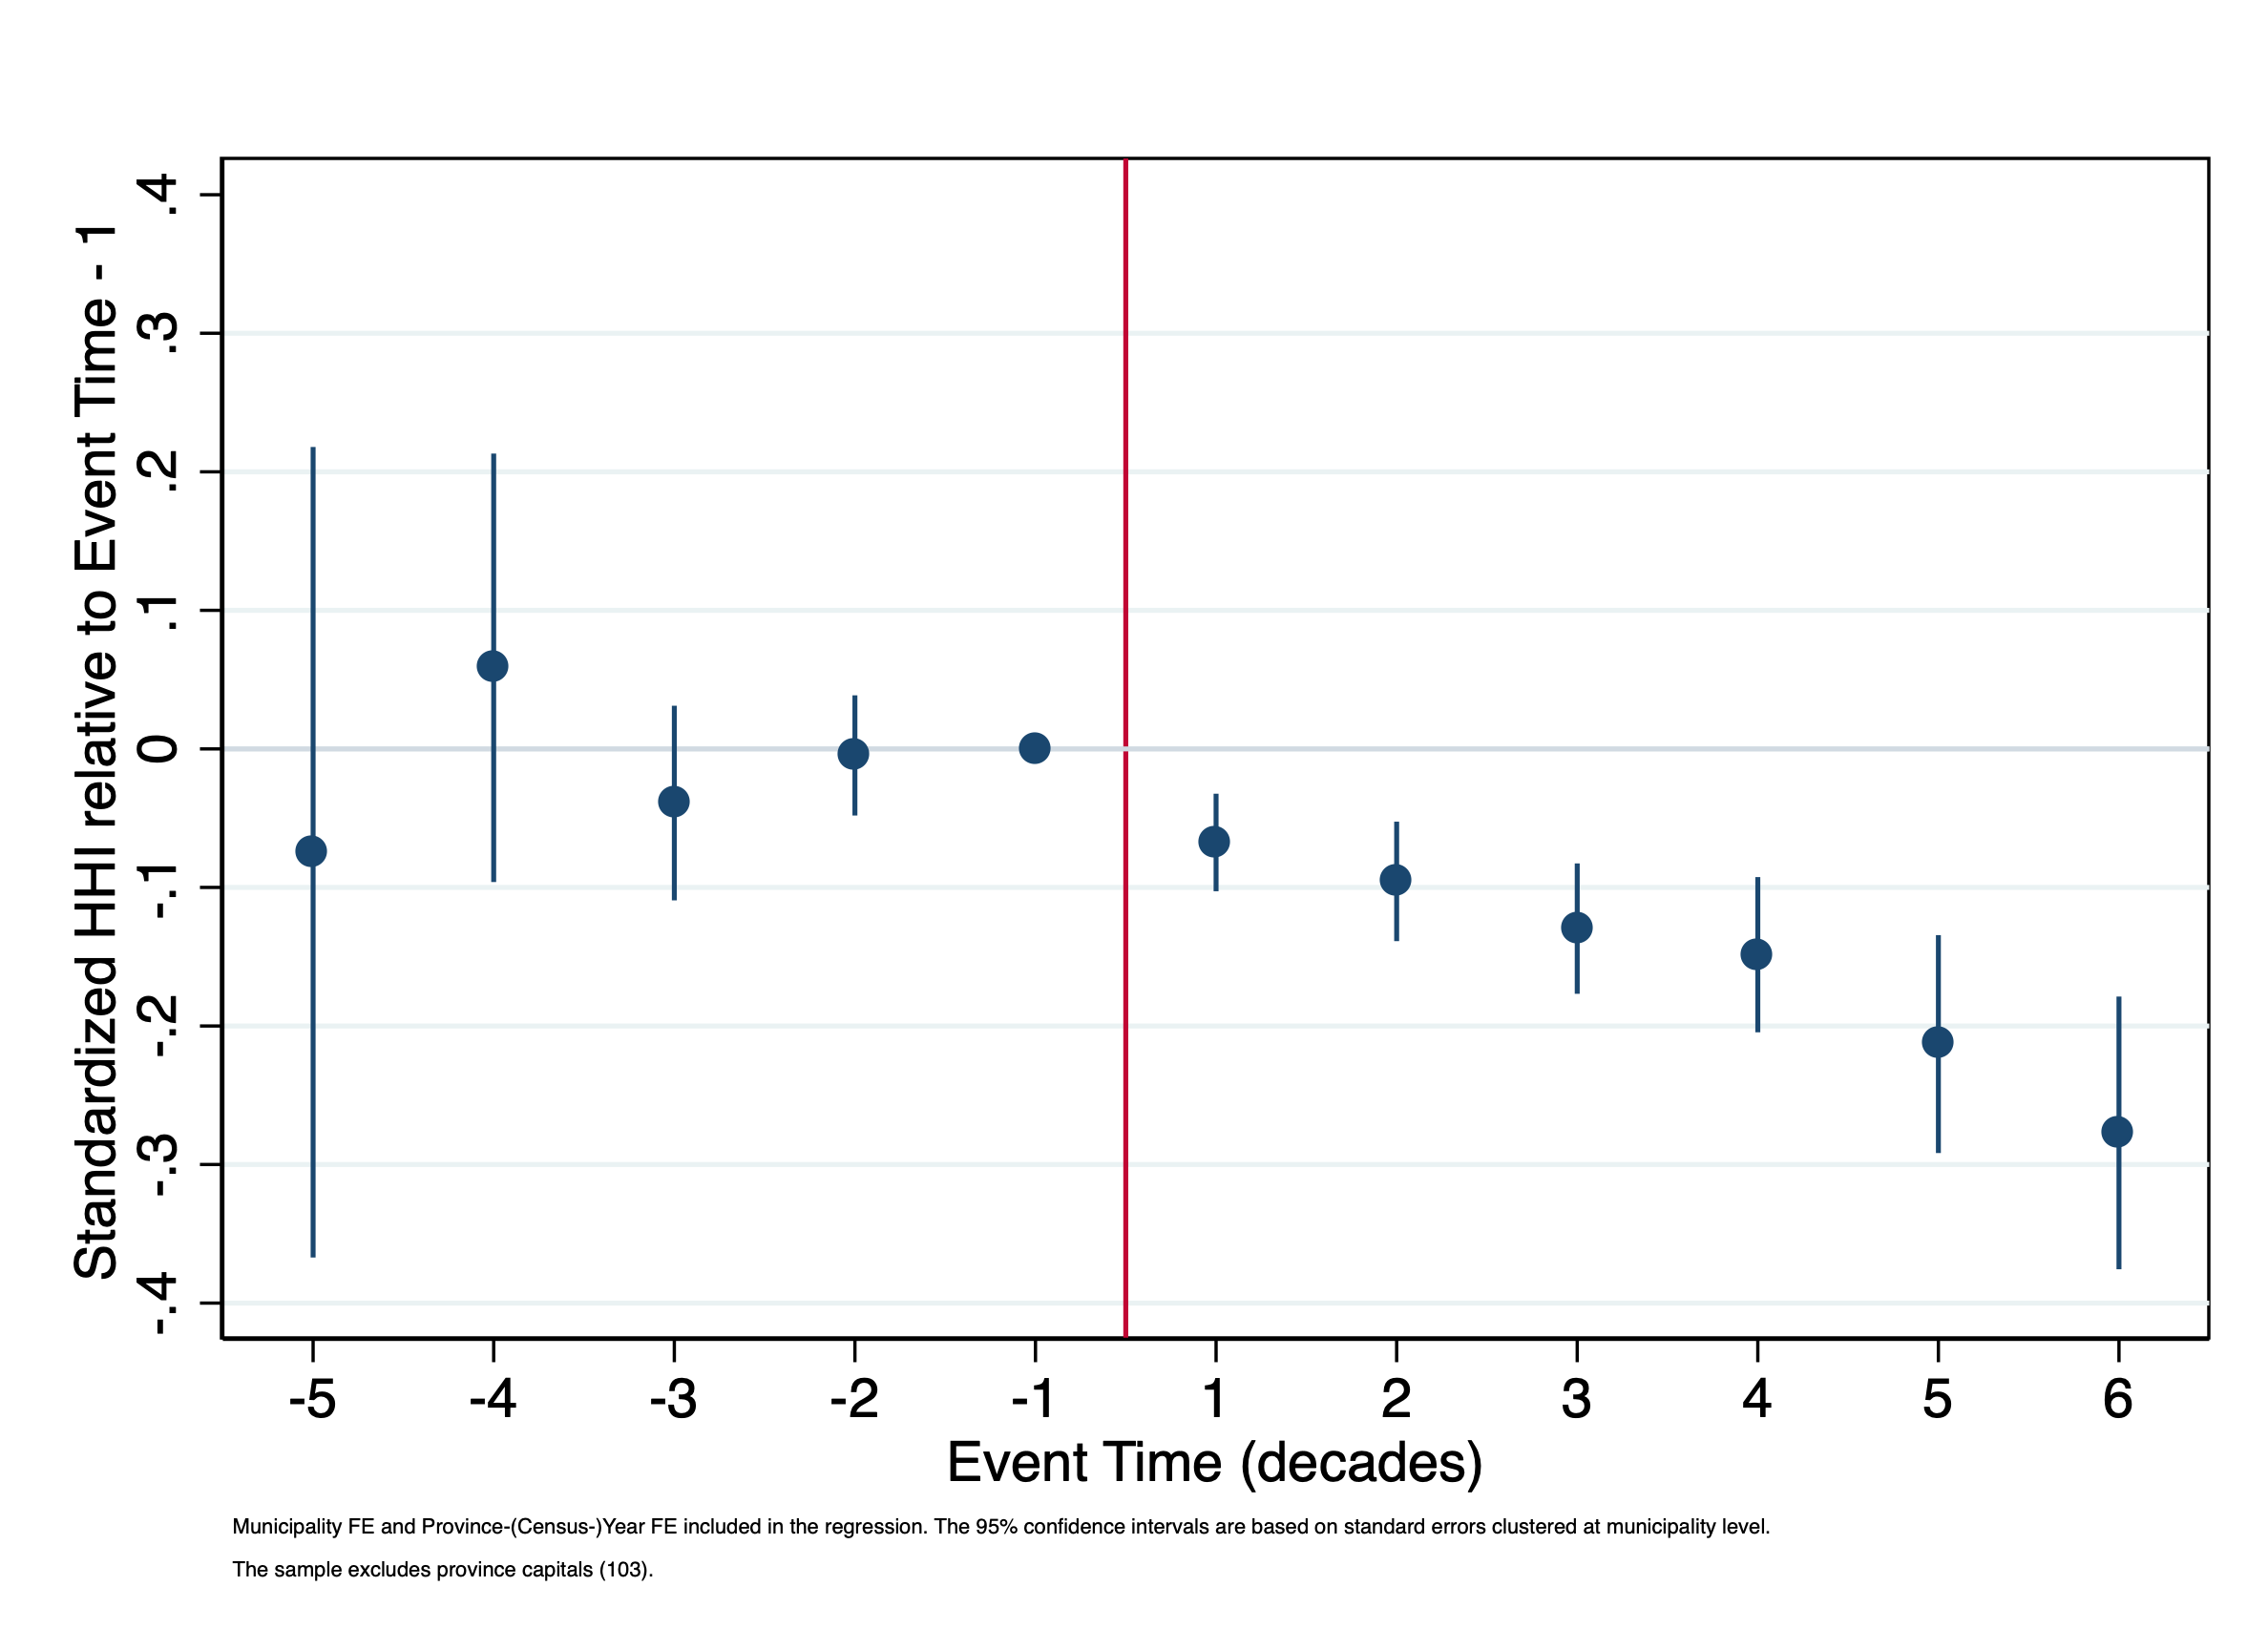 Standardized HHI relative to Event Time - 1
.4
.3
.2
.1
0
-.1
-.2
-.3
-.4
-5 -4 -3 -2 -1 1 2 3 4 5 6
Event Time (decades)
Municipality FE and Province-(Census-)Year FE included in the regression. The 95% confidence intervals are based on standard errors clustered at municipality level.
The sample excludes province capitals (103).